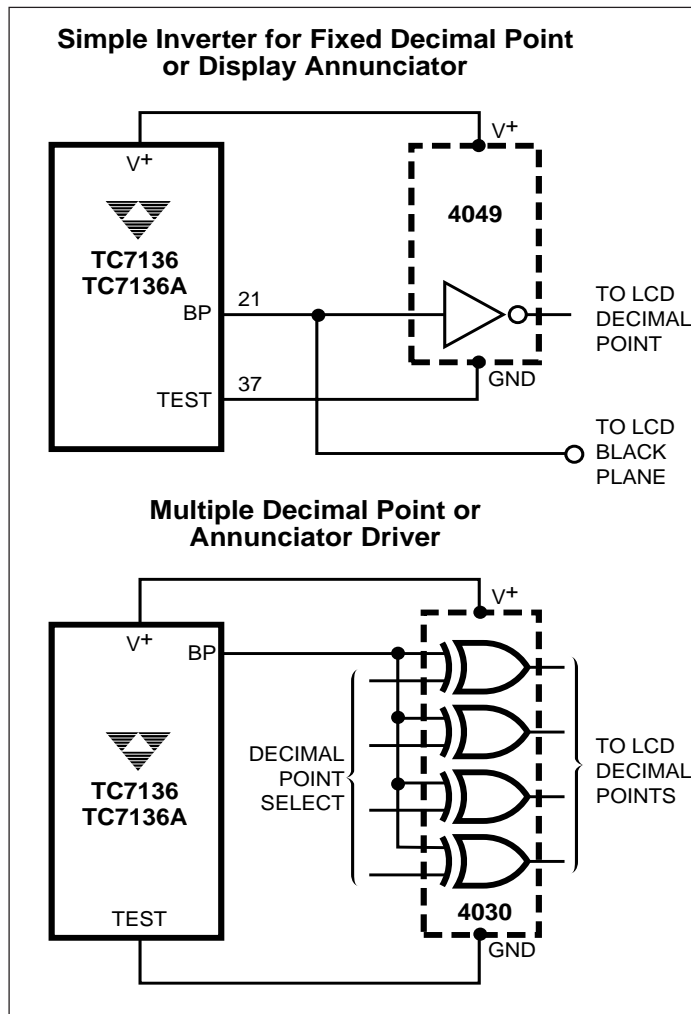 Simple Inverter for Fixed Decimal Point
or Display Annunciator
V+
V+
4049
TC7136
TC7136A
BP
21
TO LCD
DECIMAL
POINT
GND
TEST
37
TO LCD
BLACK
PLANE
Multiple Decimal Point or
Annunciator Driver
V+
V+
BP
TC7136
TC7136A
DECIMAL
POINT
SELECT
TO LCD
DECIMAL
POINTS
4030
TEST
GND